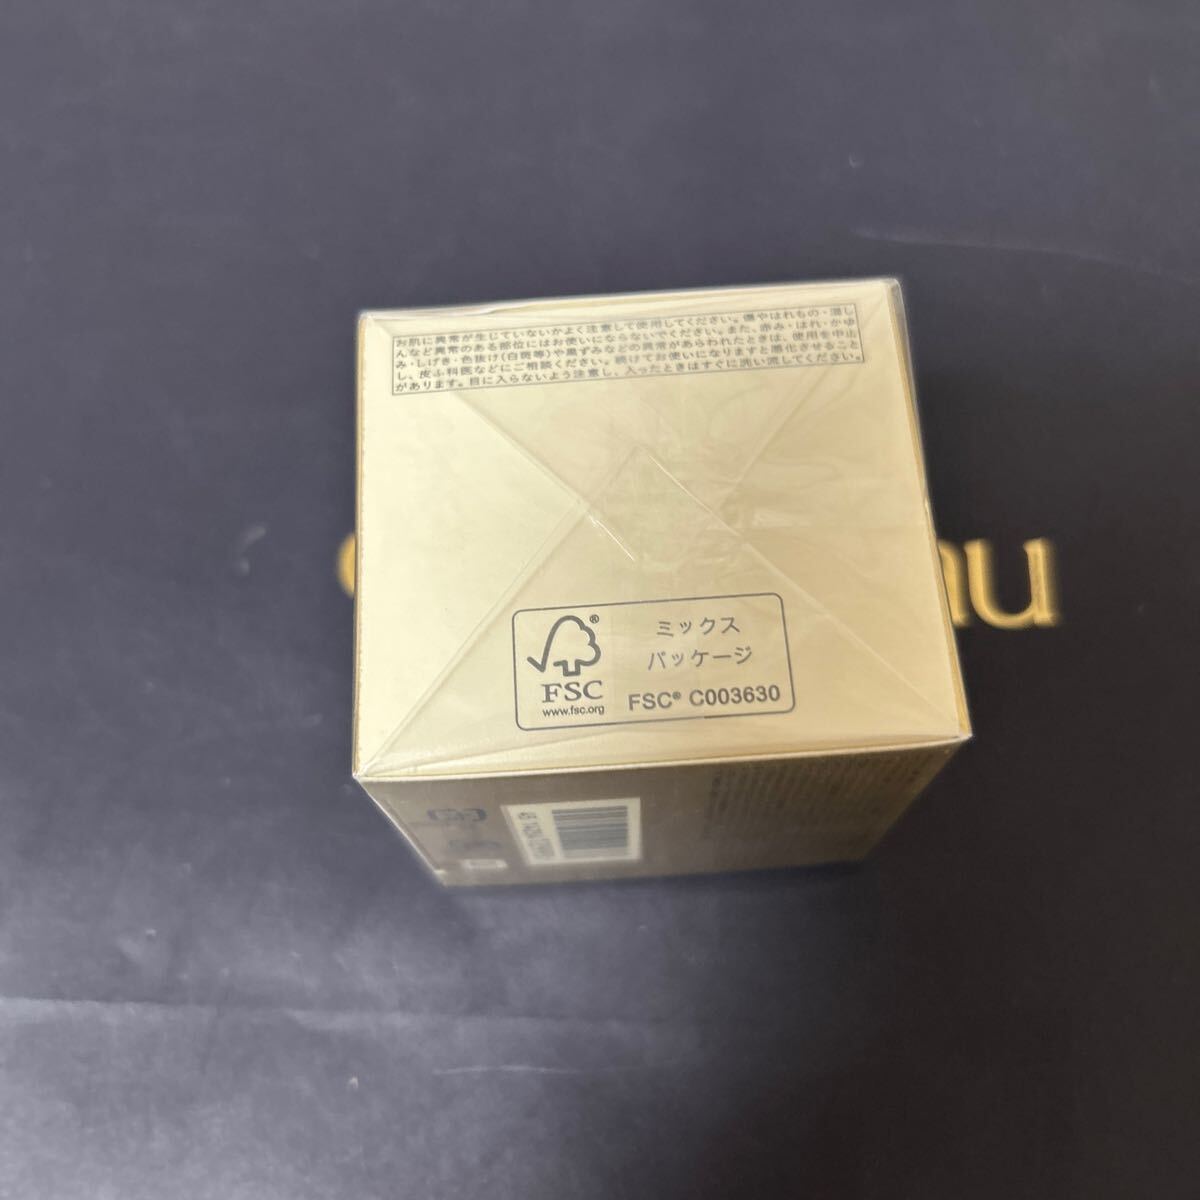 お肌に異常が生じていないかよく注意して使用してください。傷やはれもの・湿し
んなど異常のある部位にはお使いにならないでください。また、赤み・はれ・かゆ
み・しげき・色抜け(白斑等)や黒ずみなどの異常があらわれたときは、使用を中止
し、皮ふ科医などにご相談ください。続けてお使いになりますと悪化させること
があります。目に入らないよう注意し、入ったときはすぐに洗い流してください。
nu
FSC
www.fsc.org
ミックス
パッケージ
FSC® C003630